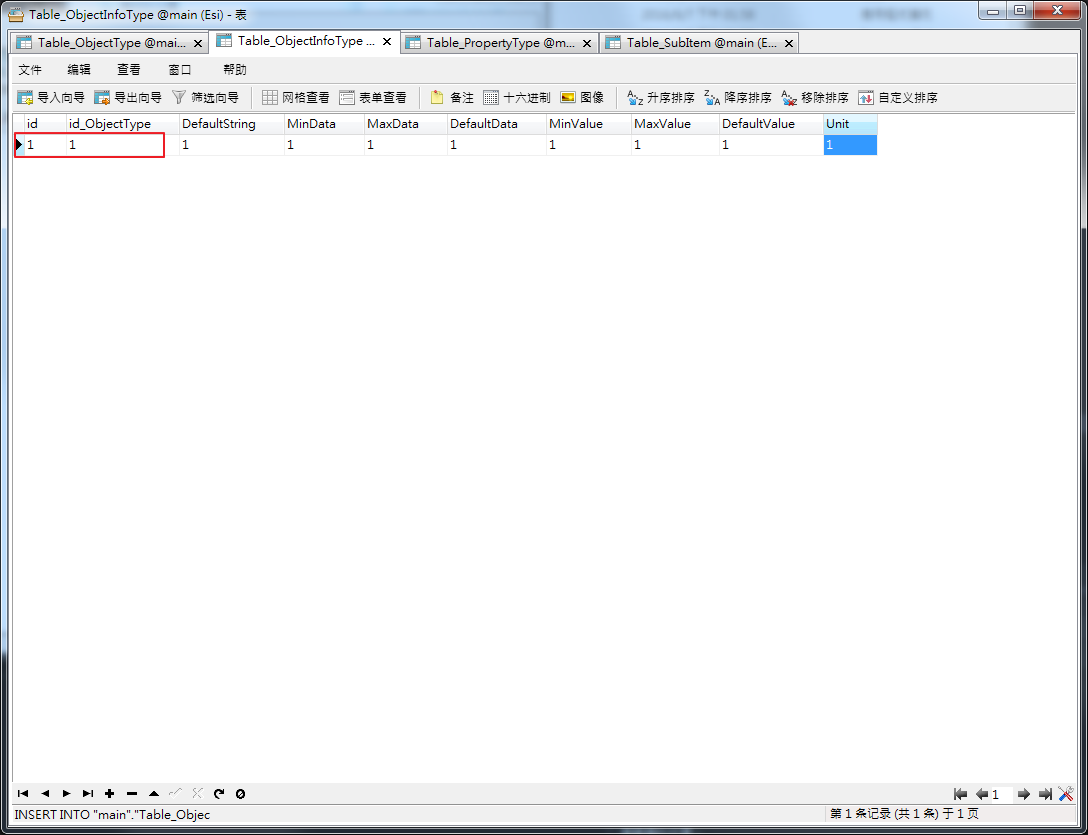 Table_ObjectInfoType @main (Esi) - 表
Table_ObjectType @mai... Table_ObjectInfoType ... Table_PropertyType @m... Table_SubItem @main (E...
文件 编辑 查看 窗口 帮助
导入向导 导出向导 筛选向导 网格查看 表单查看 备注 十六进制 图像 升序排序 降序排序 移除排序 自定义排序
id id_ObjectType DefaultString MinData MaxData DefaultData MinValue MaxValue DefaultValue Unit
1 1 1 1 1 1 1 1 1 1
1
INSERT INTO "main"."Table_Objec 第 1 条记录 (共 1 条) 于 1 页